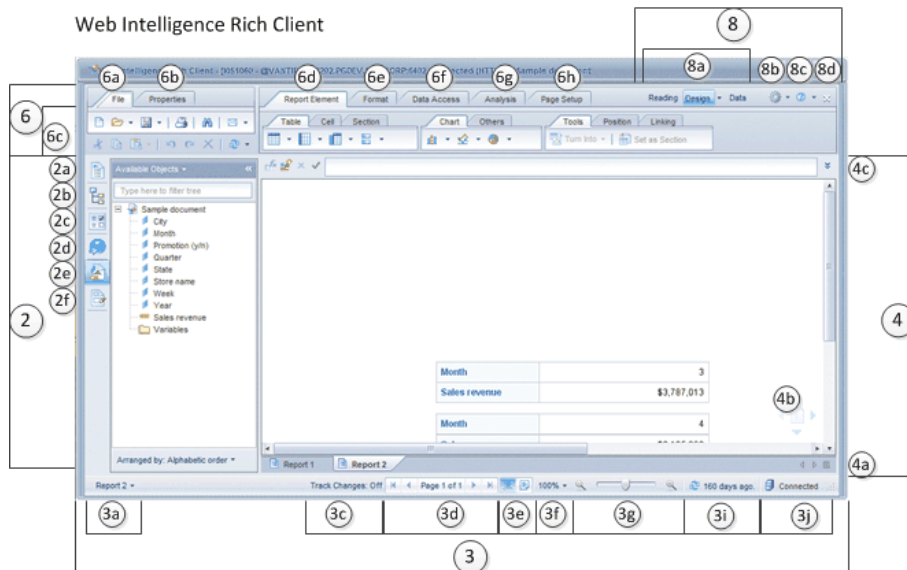 Web Intelligence Rich Client
8
8a
8b 8c 8d
6a 6b 6d 6e 6f 6g 6h
File Properties Report Element Format Data Access Analysis Page Setup Reading Design Data
6
6c
Table Cell Section Chart Others Tools Position Linking
Turn Into Set as Section
2a
Available Objects
4c
2b
Type here to filter tree
Sample document
2c
City
Month
2d
Promotion (y/n)
Quarter
2e
State
Store name
2f
Week
Year
2
Sales revenue
4
Variables
Month 3
Sales revenue $3,787,013
4b
Month 4
Arranged by: Alphabetic order
Report 1 Report 2
4a
Report 2 Track Changes: Off Page 1 of 1 100% 160 days ago. Connected
3a 3c 3d 3e 3f 3g 3i 3j
3